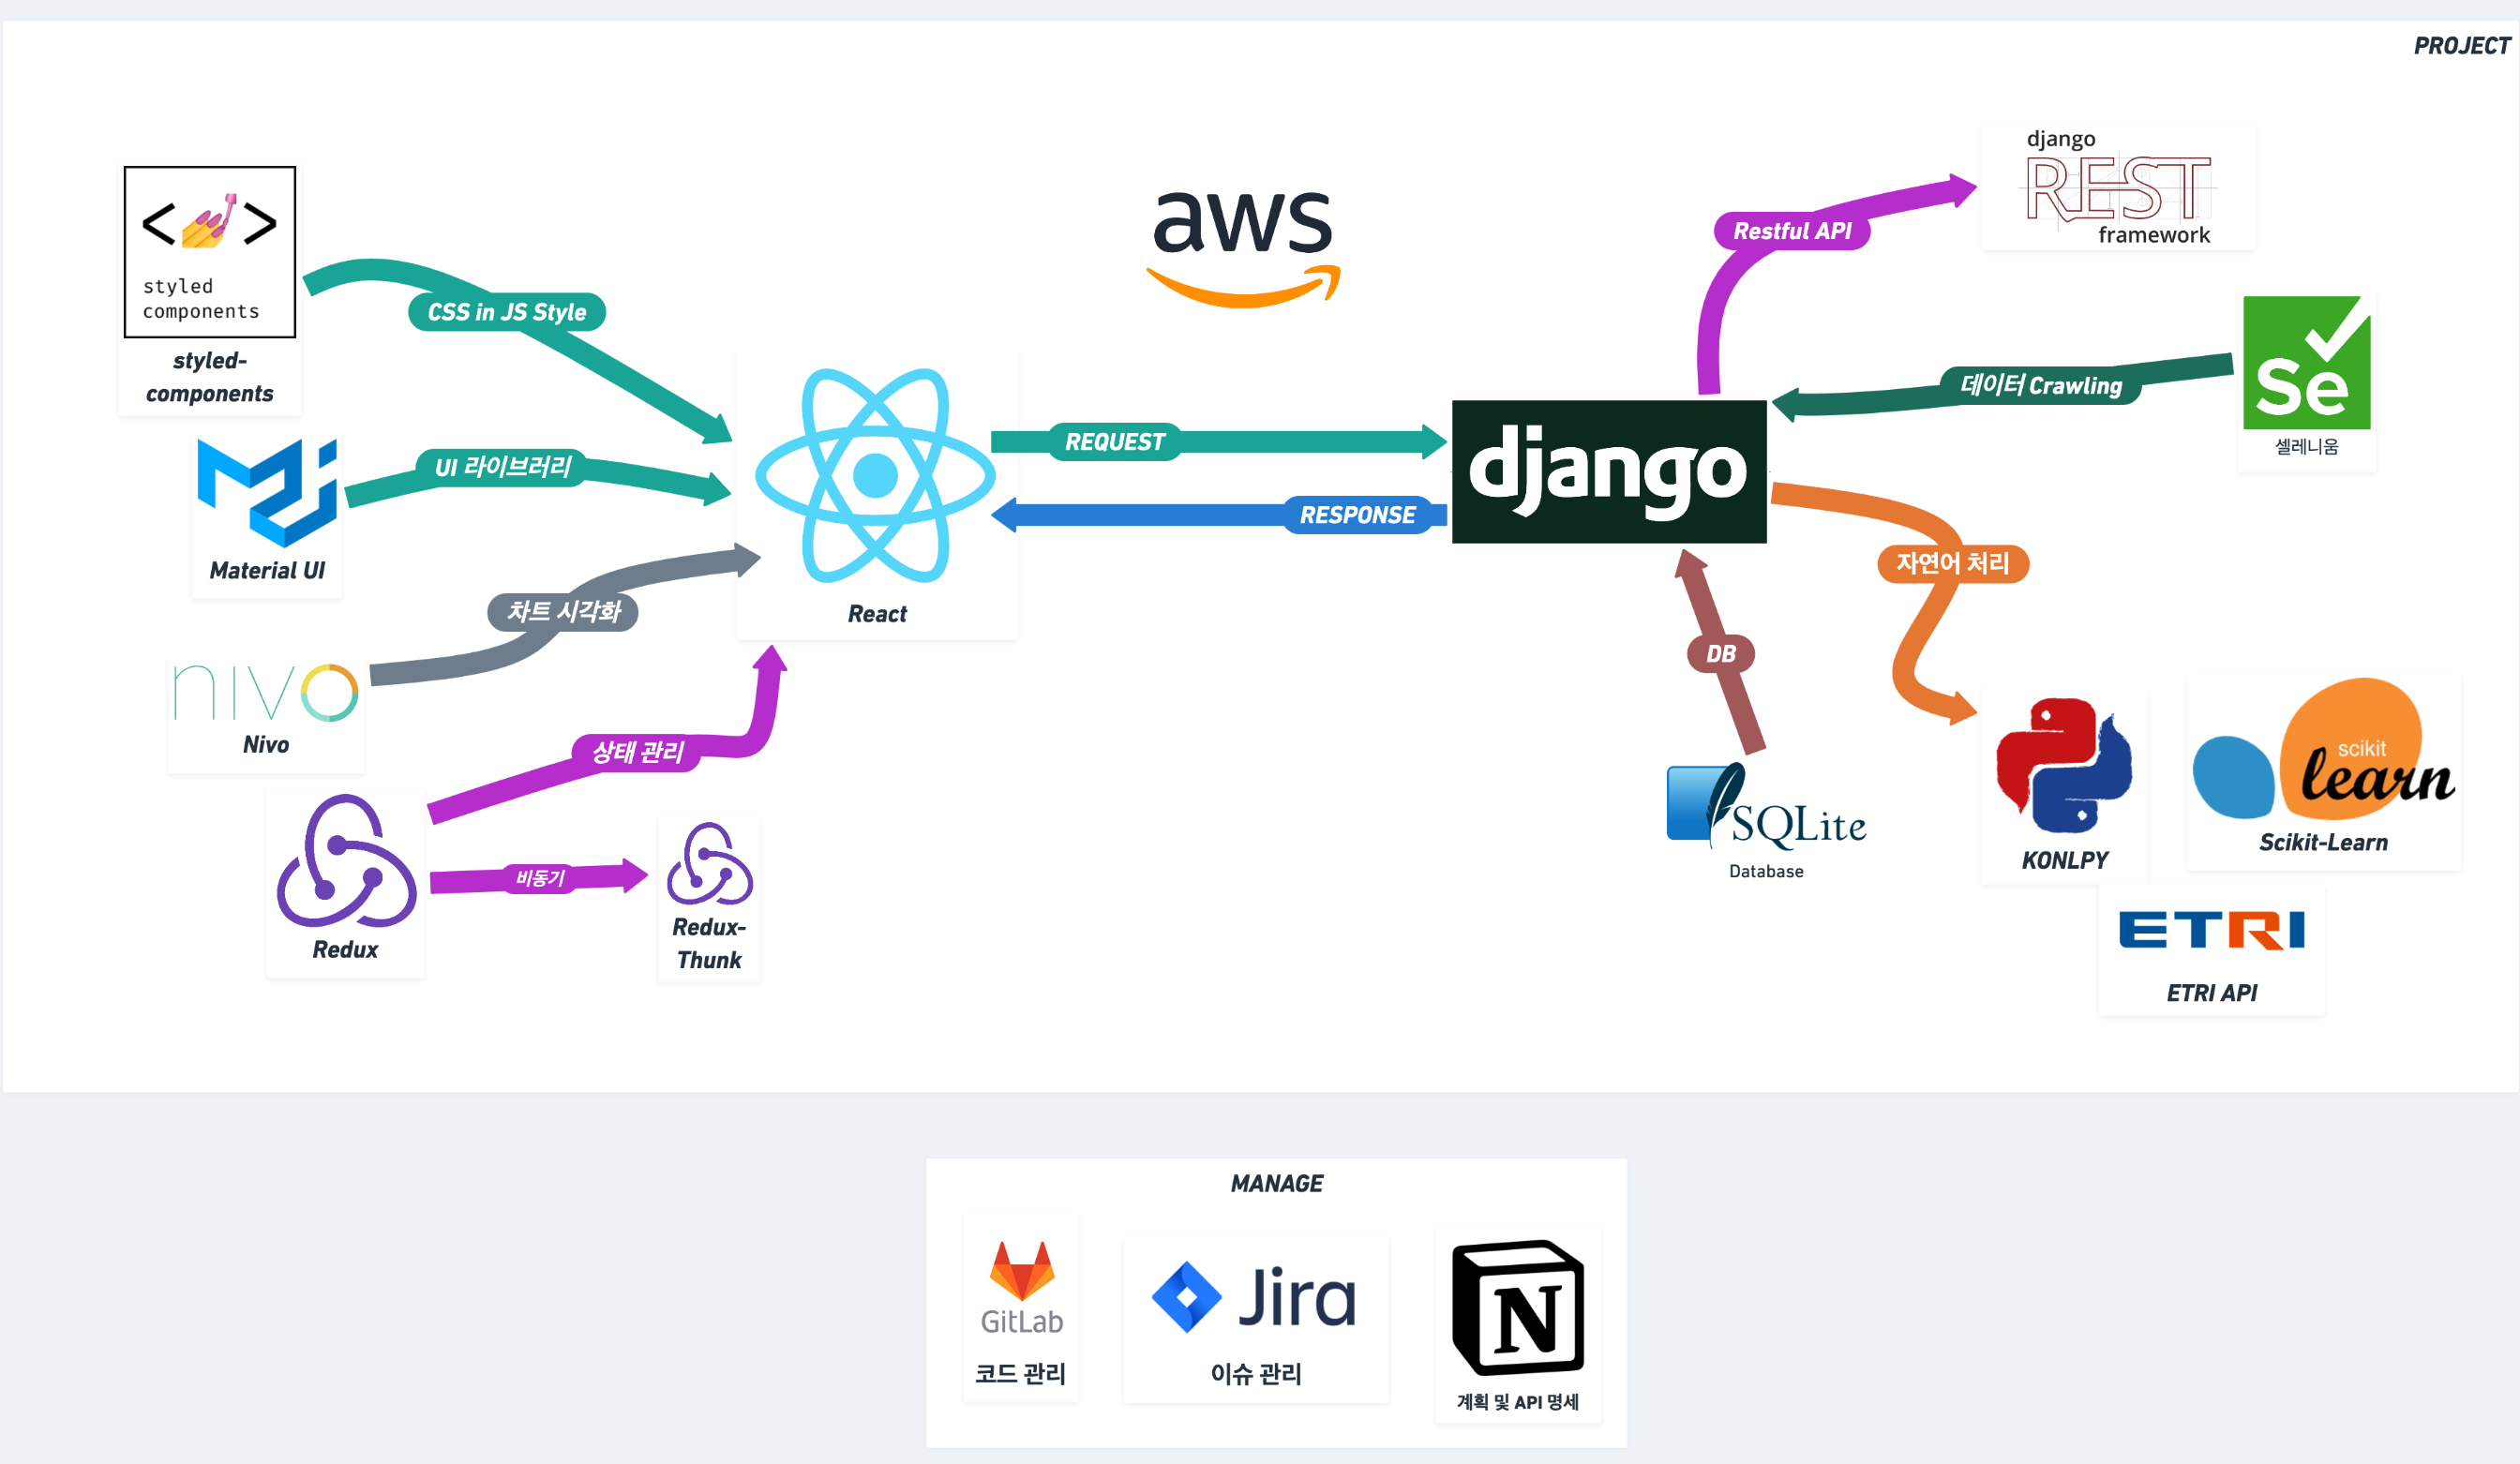 PROJECT
styled
components
styled-
components
CSS in JS Style
Material UI
UI 라이브러리
nivo
Nivo
차트 시각화
Redux
상태 관리
비동기
Redux-
Thunk
React
aws
REQUEST
RESPONSE
django
Restful API
django
REST
framework
데이터 Crawling
Se
셀레니움
자연어 처리
DB
SQLite
Database
KONLPY
scikit
learn
Scikit-Learn
ETRI
ETRI API
MANAGE
GitLab
코드 관리
Jira
이슈 관리
N
계획 및 API 명세